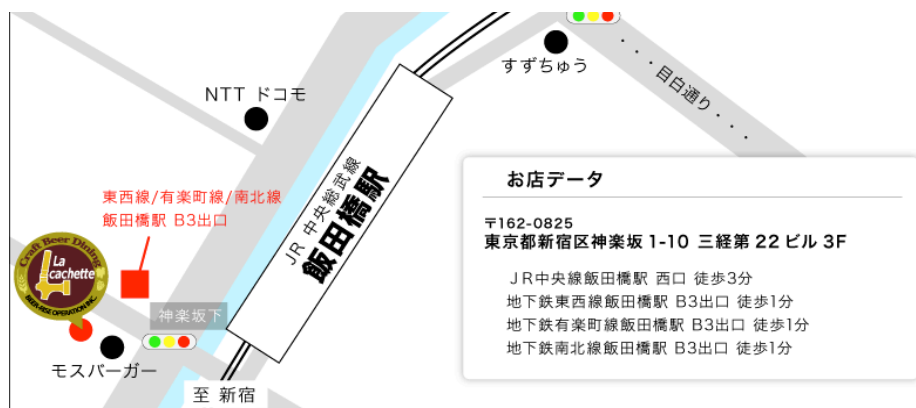 すずちゅう
・・・目白通り・・・
NTT ドコモ
JR 中央総武線
飯田橋駅
東西線/有楽町線/南北線
飯田橋駅 B3出口
Craft Beer Dining
La
cachette
BEER-RISE OPERATION INC.
神楽坂下
モスバーガー
至 新宿
お店データ
〒162-0825
東京都新宿区神楽坂 1-10 三経第 22 ビル 3F
JR中央線飯田橋駅 西口 徒歩3分
地下鉄東西線飯田橋駅 B3出口 徒歩1分
地下鉄有楽町線飯田橋駅 B3出口 徒歩1分
地下鉄南北線飯田橋駅 B3出口 徒歩1分